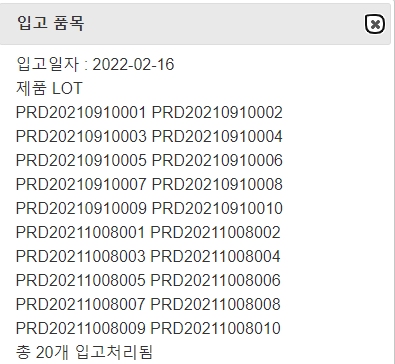 입고 품목
입고일자 : 2022-02-16
제품 LOT
PRD20210910001 PRD20210910002
PRD20210910003 PRD20210910004
PRD20210910005 PRD20210910006
PRD20210910007 PRD20210910008
PRD20210910009 PRD20210910010
PRD20211008001 PRD20211008002
PRD20211008003 PRD20211008004
PRD20211008005 PRD20211008006
PRD20211008007 PRD20211008008
PRD20211008009 PRD20211008010
총 20개 입고처리됨